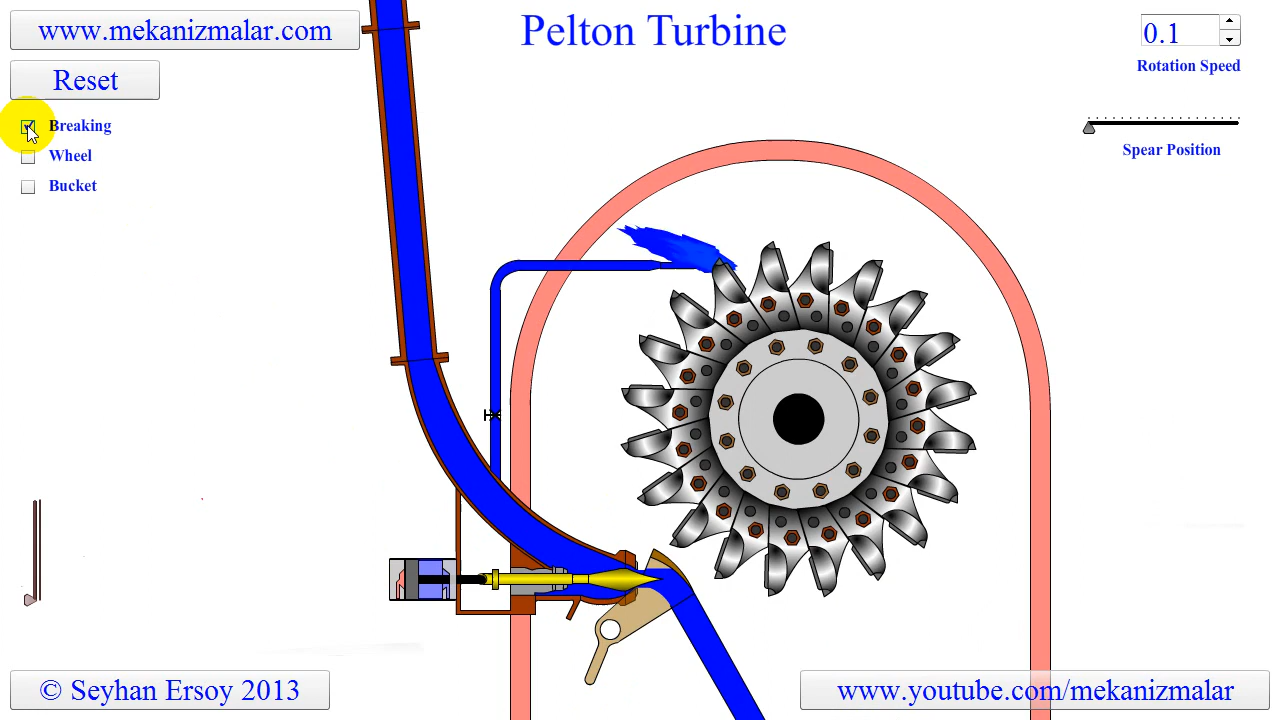 www.mekanizmalar.com
Pelton Turbine
0.1
Rotation Speed
Reset
Breaking
Wheel
Bucket
Spear Position
© Seyhan Ersoy 2013
www.youtube.com/mekanizmalar